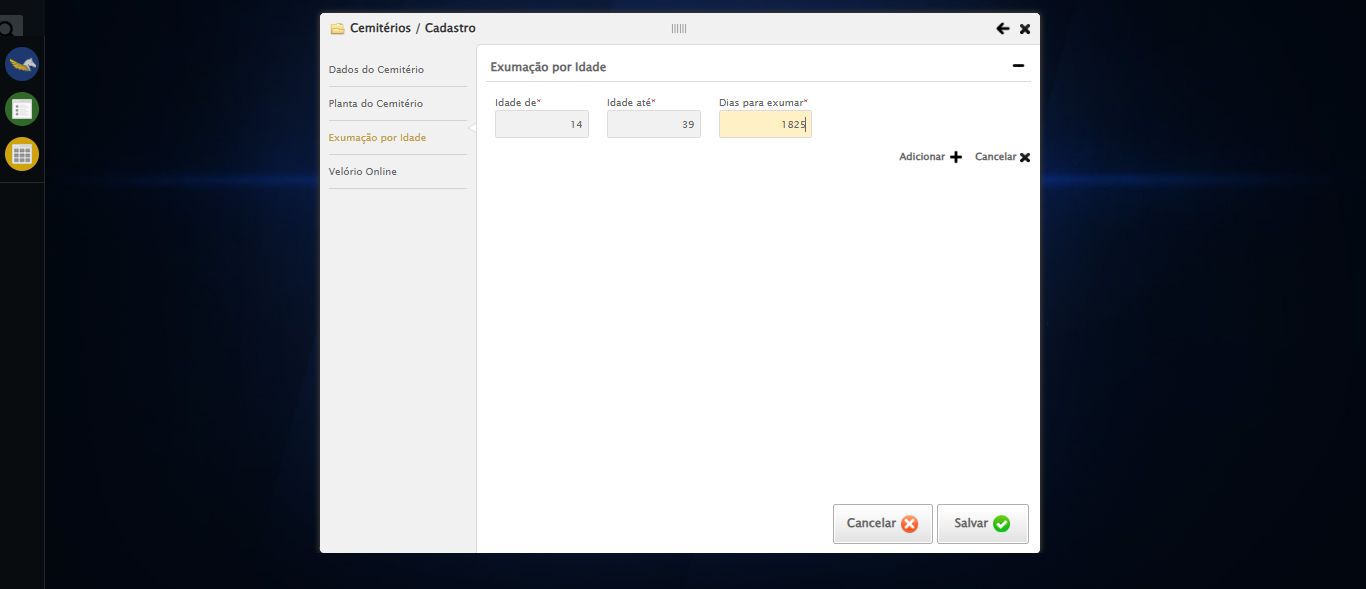 Cemitérios / Cadastro
Dados do Cemitério
Planta do Cemitério
Exumação por Idade
Velório Online
Exumação por Idade
Idade de* Idade até* Dias para exumar*
14 39 1825
Adicionar Cancelar
Cancelar Salvar